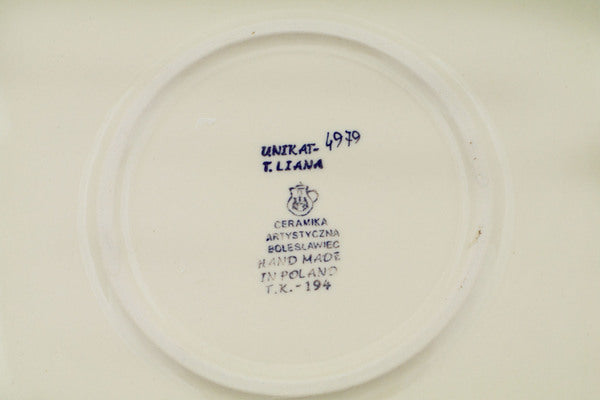 UNIKAT-4979
T. LIANA
CERAMIKA
ARTYSTYCZNA
BOLESŁAWIEC
HAND MADE
IN POLAND
T.K.-194